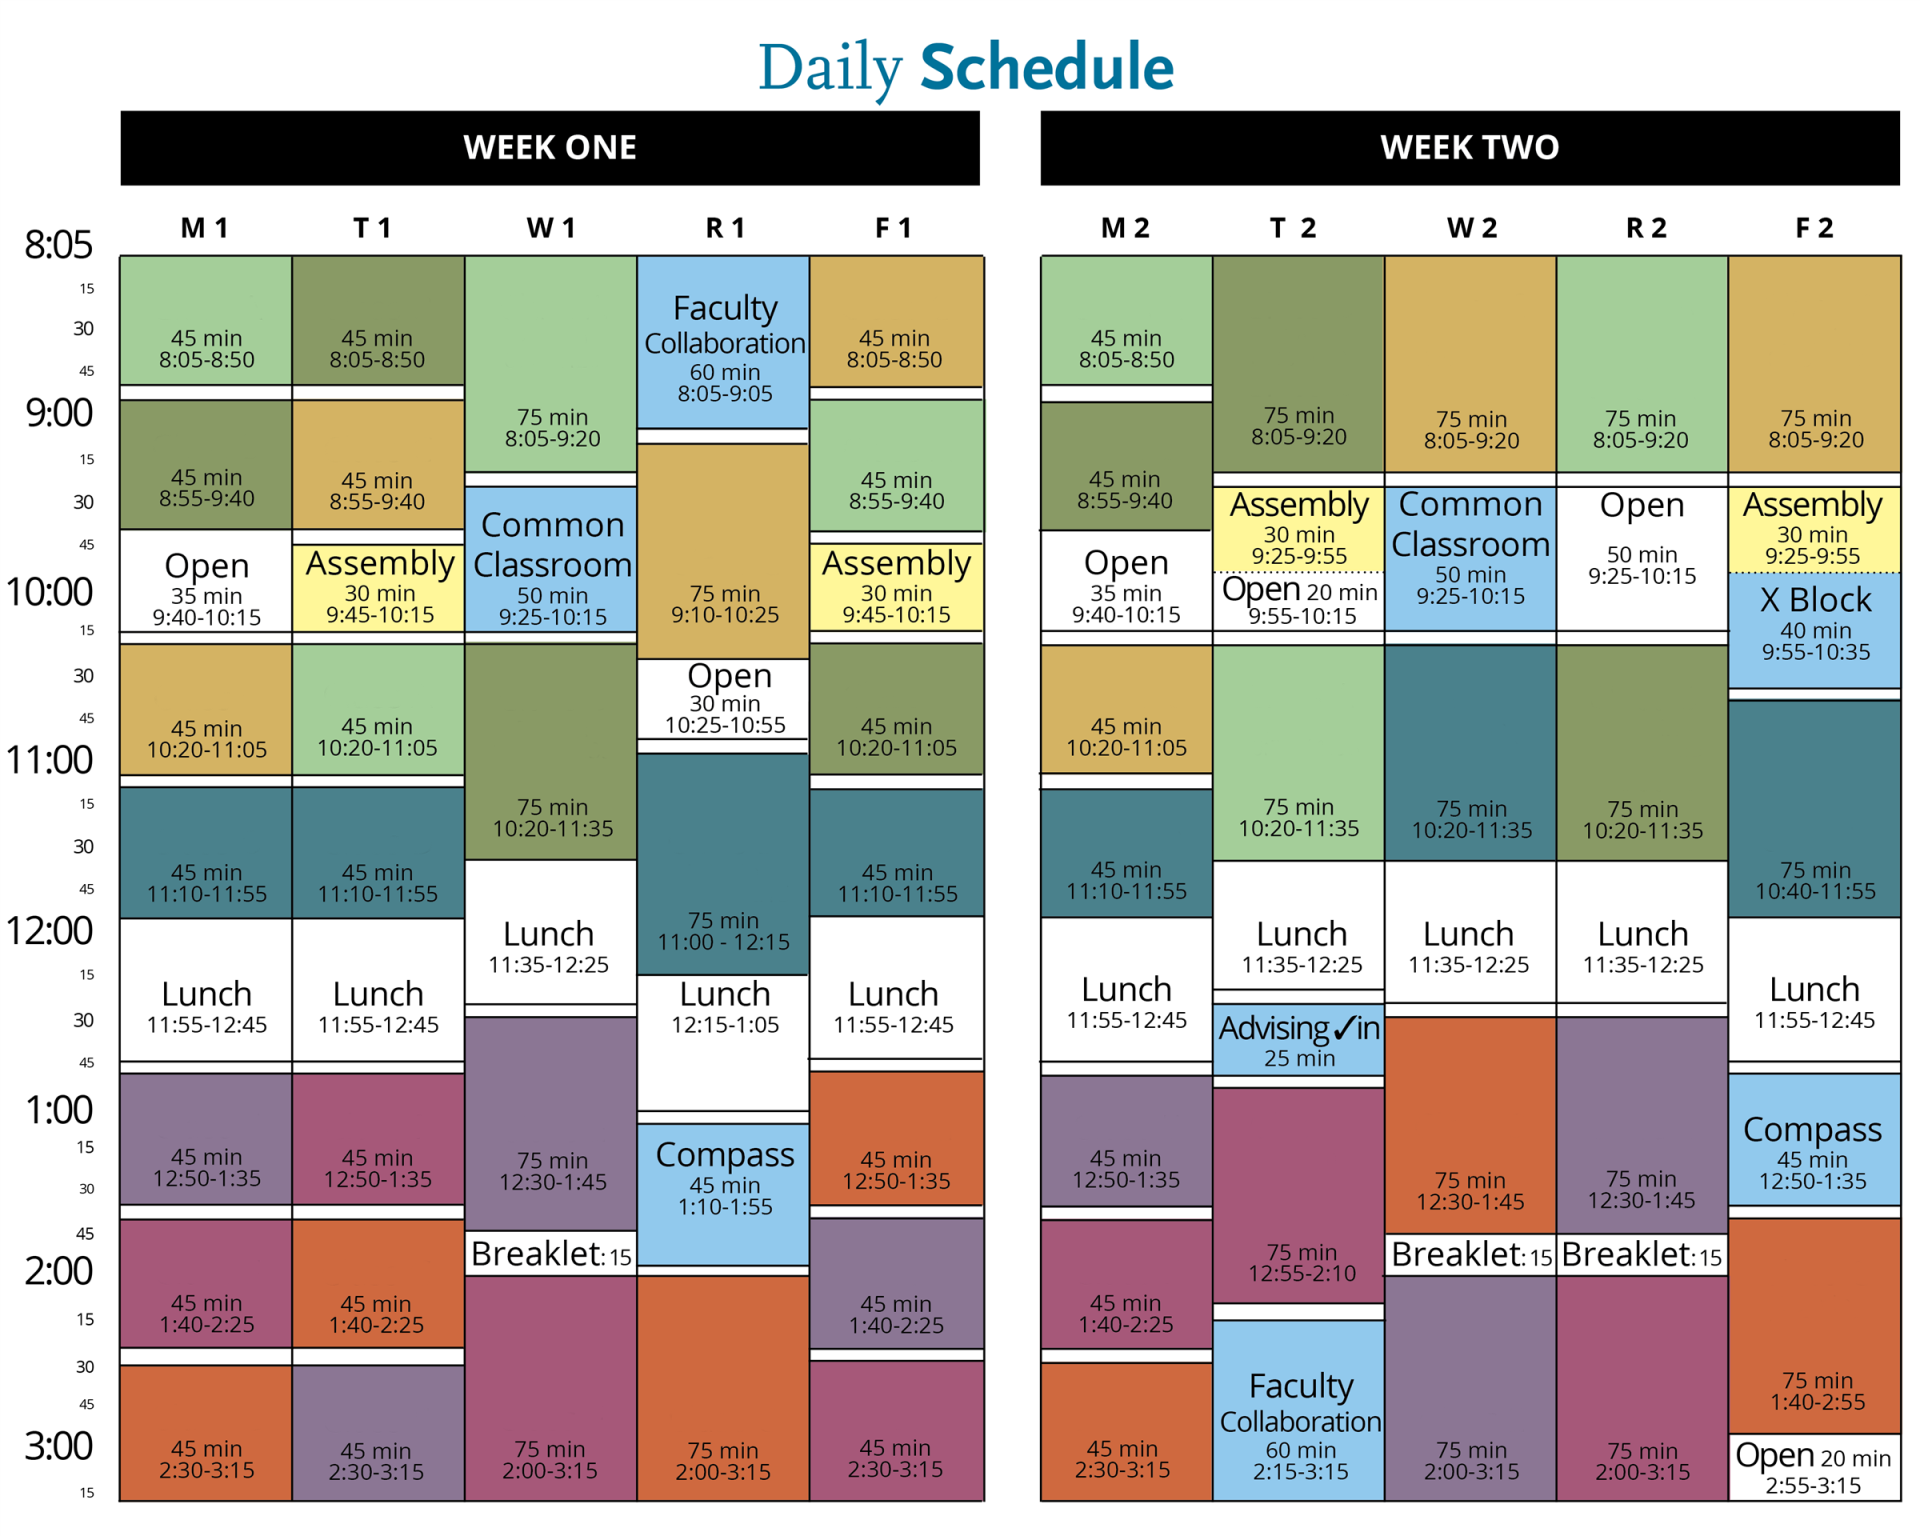 Daily Schedule
WEEK ONE
M 1
T 1
W 1
R 1
F 1
8:05
15
30
45
9:00
15
30
45
10:00
15
30
45
11:00
15
30
45
12:00
15
30
45
1:00
15
30
45
2:00
15
30
45
3:00
15
45 min
8:05-8:50
45 min
8:55-9:40
Open
35 min
9:40-10:15
45 min
10:20-11:05
45 min
11:10-11:55
Lunch
11:55-12:45
45 min
12:50-1:35
45 min
1:40-2:25
45 min
2:30-3:15
45 min
8:05-8:50
45 min
8:55-9:40
Assembly
30 min
9:45-10:15
45 min
10:20-11:05
45 min
11:10-11:55
Lunch
11:55-12:45
45 min
12:50-1:35
45 min
1:40-2:25
45 min
2:30-3:15
75 min
8:05-9:20
Common
Classroom
50 min
9:25-10:15
75 min
10:20-11:35
Lunch
11:35-12:25
75 min
12:30-1:45
Breaklet: 15
75 min
2:00-3:15
Faculty
Collaboration
60 min
8:05-9:05
75 min
9:10-10:25
Open
30 min
10:25-10:55
75 min
11:00 - 12:15
Lunch
12:15-1:05
Compass
45 min
1:10-1:55
75 min
2:00-3:15
45 min
8:05-8:50
45 min
8:55-9:40
Assembly
30 min
9:45-10:15
45 min
10:20-11:05
45 min
11:10-11:55
Lunch
11:55-12:45
45 min
12:50-1:35
45 min
1:40-2:25
45 min
2:30-3:15
WEEK TWO
M 2
T 2
W 2
R 2
F 2
45 min
8:05-8:50
45 min
8:55-9:40
Open
35 min
9:40-10:15
45 min
10:20-11:05
45 min
11:10-11:55
Lunch
11:55-12:45
45 min
12:50-1:35
45 min
1:40-2:25
45 min
2:30-3:15
75 min
8:05-9:20
Assembly
30 min
9:25-9:55
Open 20 min
9:55-10:15
75 min
10:20-11:35
Lunch
11:35-12:25
Advising✓in
25 min
75 min
12:55-2:10
Faculty
Collaboration
60 min
2:15-3:15
75 min
8:05-9:20
Common
Classroom
50 min
9:25-10:15
75 min
10:20-11:35
Lunch
11:35-12:25
75 min
12:30-1:45
Breaklet: 15
75 min
2:00-3:15
75 min
8:05-9:20
Open
50 min
9:25-10:15
75 min
10:20-11:35
Lunch
11:35-12:25
75 min
12:30-1:45
Breaklet: 15
75 min
2:00-3:15
75 min
8:05-9:20
Assembly
30 min
9:25-9:55
X Block
40 min
9:55-10:35
75 min
10:40-11:55
Lunch
11:55-12:45
Compass
45 min
12:50-1:35
75 min
1:40-2:55
Open 20 min
2:55-3:15